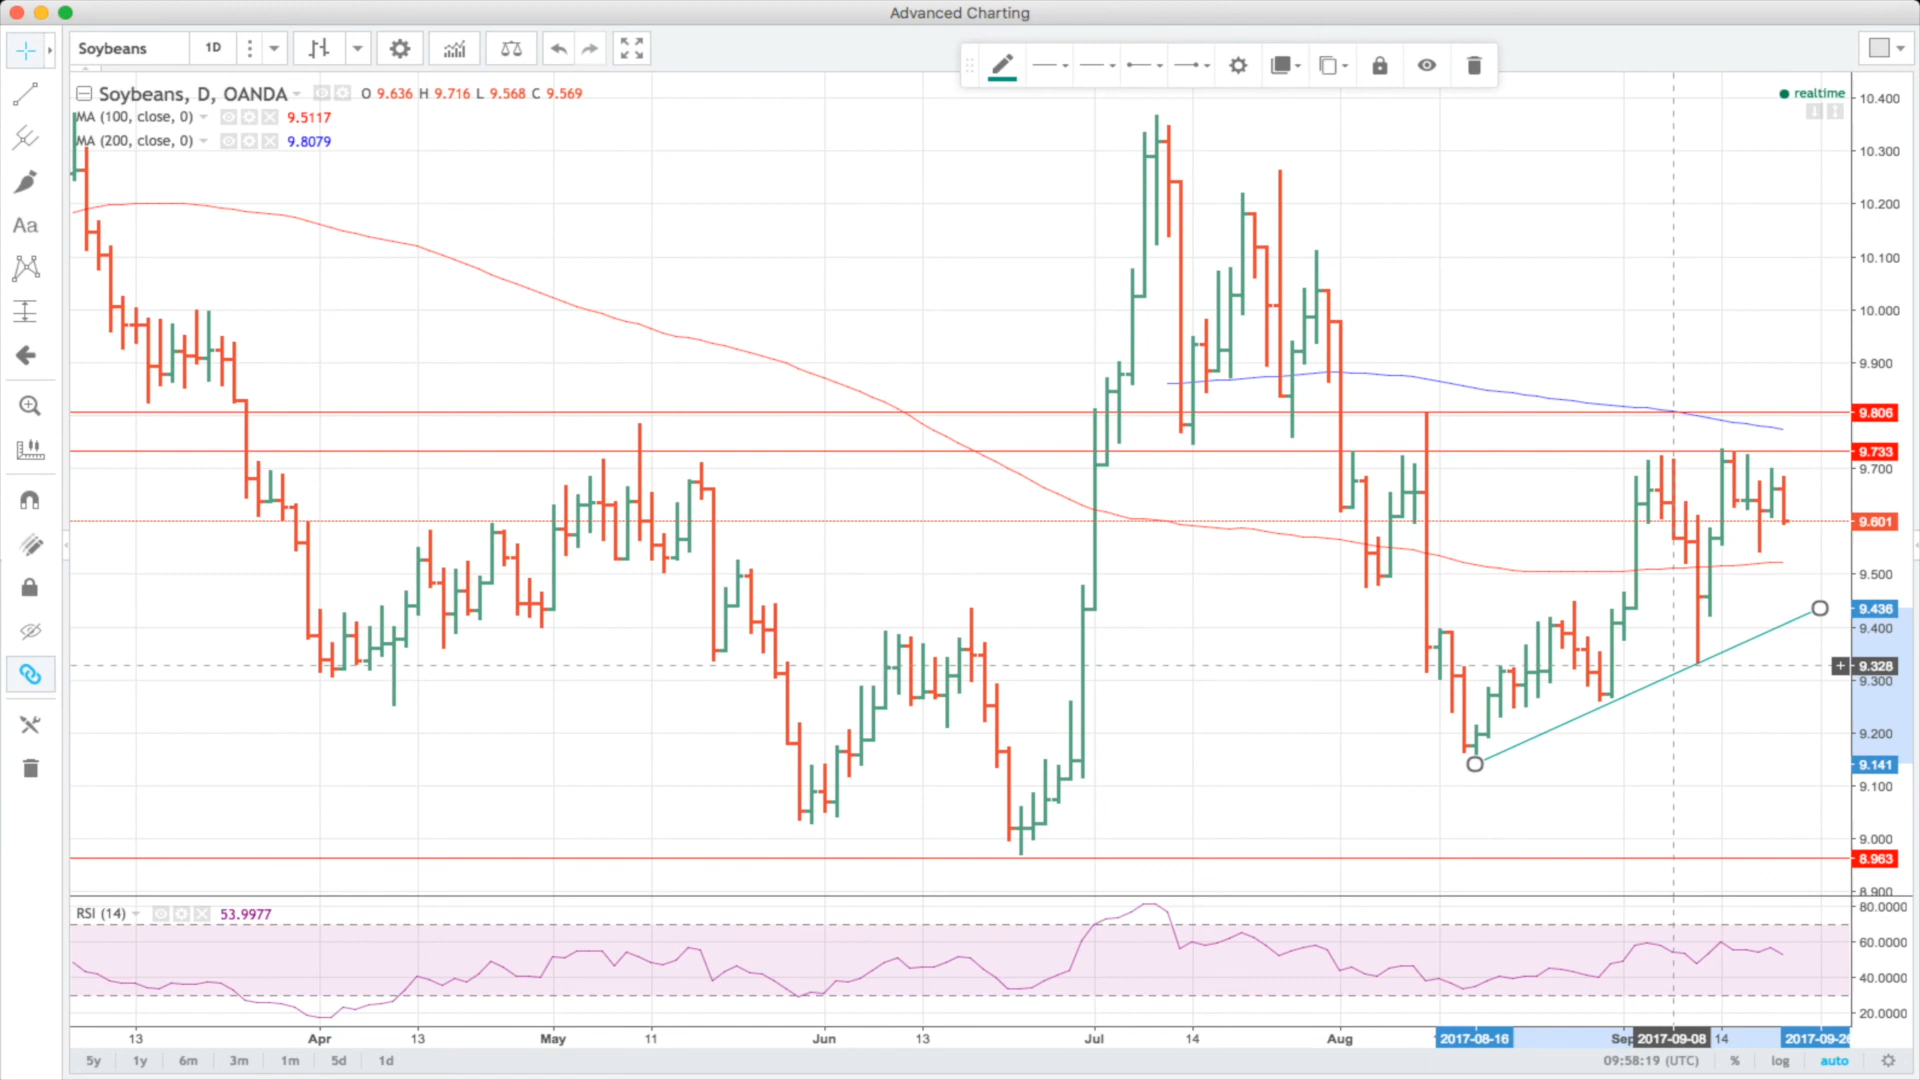 Advanced Charting
Soybeans 1D
Aa
Soybeans, D, OANDA O 9.636 H 9.716 L 9.568 C 9.569
MA (100, close, 0) 9.5117
MA (200, close, 0) 9.8079
realtime
10.400
10.300
10.200
10.100
10.000
9.900
9.806
9.733
9.700
9.601
9.500
9.436
9.400
+ 9.328
9.300
9.200
9.141
9.100
9.000
8.963
8.900
RSI (14) 53.9977
80.0000
60.0000
40.0000
20.0000
13 Apr 13 May 11 Jun 13 Jul 14 Aug 2017-08-16 Sep 2017-09-08 14 2017-09-26
5y 1y 6m 3m 1m 5d 1d 09:58:19 (UTC) % log auto